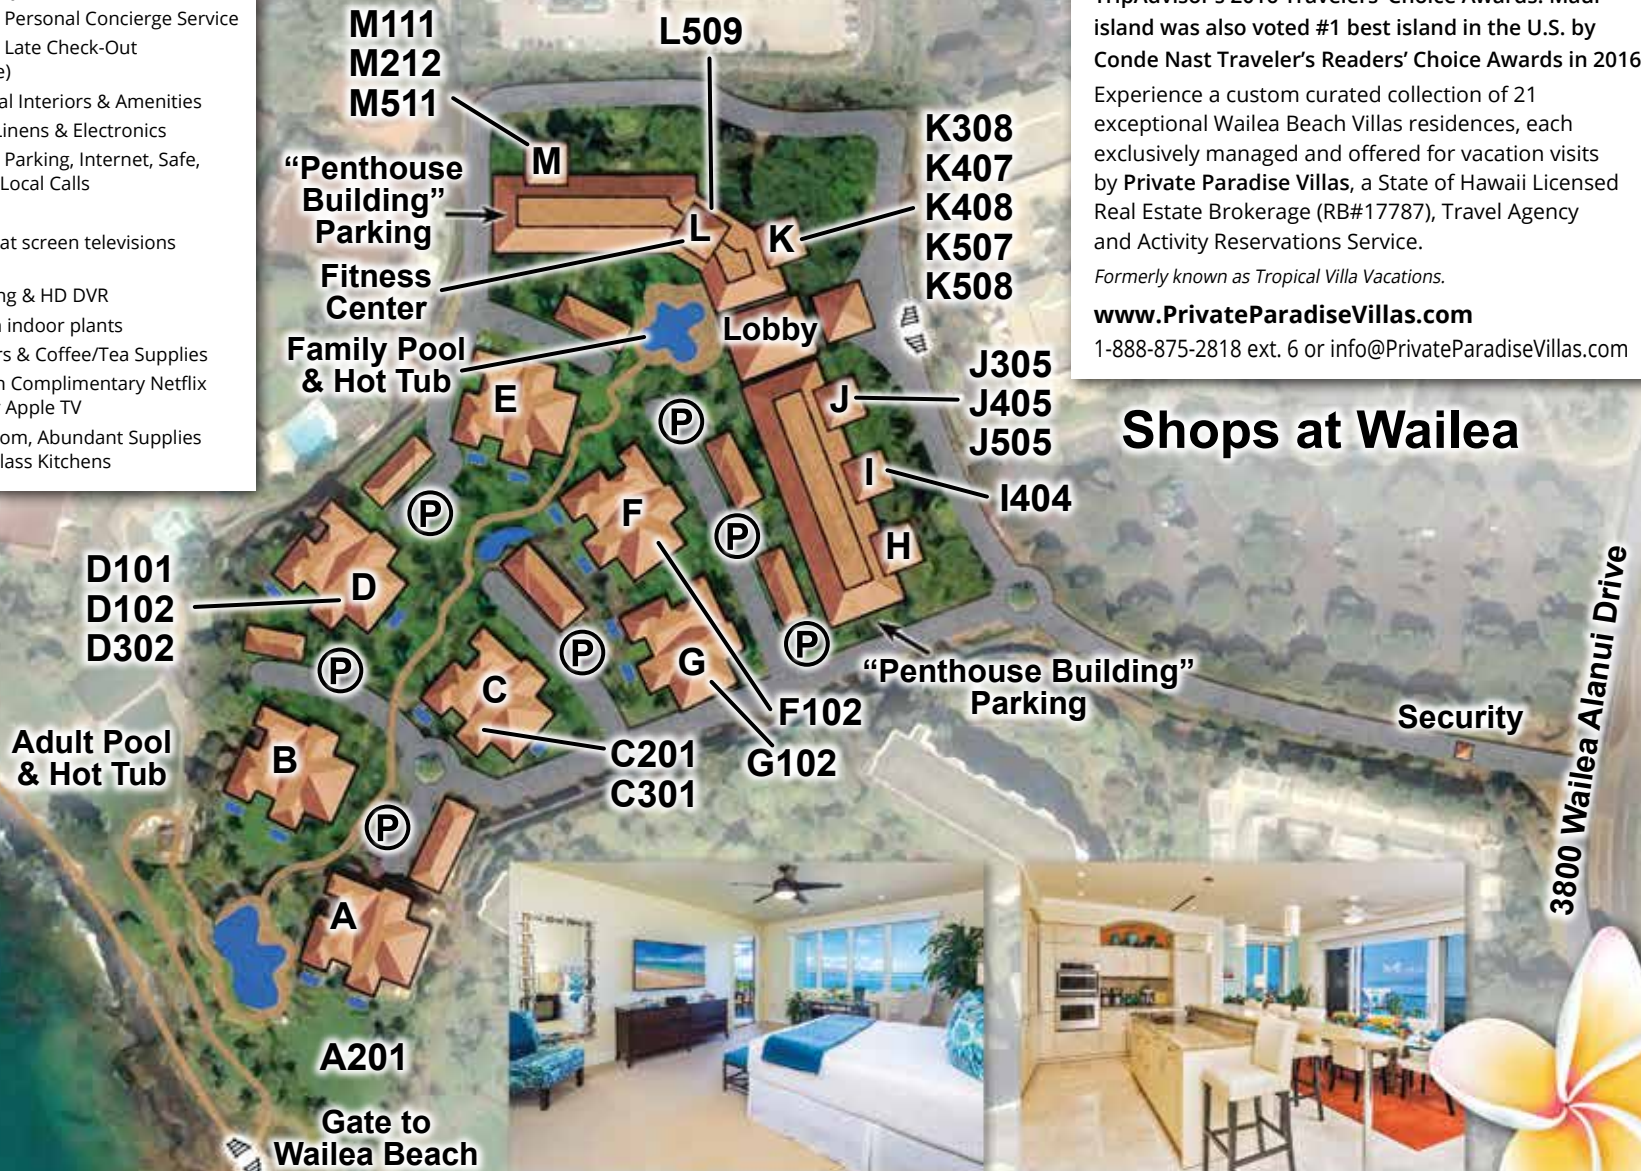 Personal Concierge Service
Late Check-Out
e)
al Interiors & Amenities
Linens & Electronics
Parking, Internet, Safe,
Local Calls
at screen televisions
ng & HD DVR
indoor plants
rs & Coffee/Tea Supplies
Complimentary Netflix
Apple TV
om, Abundant Supplies
lass Kitchens
TripAdvisor's 2016 Travelers' Choice Awards. Maui
island was also voted #1 best island in the U.S. by
Conde Nast Traveler's Readers' Choice Awards in 2016
Experience a custom curated collection of 21
exceptional Wailea Beach Villas residences, each
exclusively managed and offered for vacation visits
by Private Paradise Villas, a State of Hawaii Licensed
Real Estate Brokerage (RB#17787), Travel Agency
and Activity Reservations Service.
Formerly known as Tropical Villa Vacations.
www.PrivateParadiseVillas.com
1-888-875-2818 ext. 6 or info@PrivateParadiseVillas.com
M111
M212
M511
L509
K308
K407
K408
K507
K508
M
"Penthouse
Building"
Parking
L
K
Fitness
Center
Lobby
Family Pool
& Hot Tub
J305
J405
J505
E
J
P
Shops at Wailea
I
I404
P
F
P
H
D101
D102
D302
D
P
P
P
C
G
"Penthouse Building"
Parking
F102
G102
C201
C301
Security
3800 Wailea Alanui Drive
Adult Pool
& Hot Tub
B
P
A
A201
Gate to
Wailea Beach